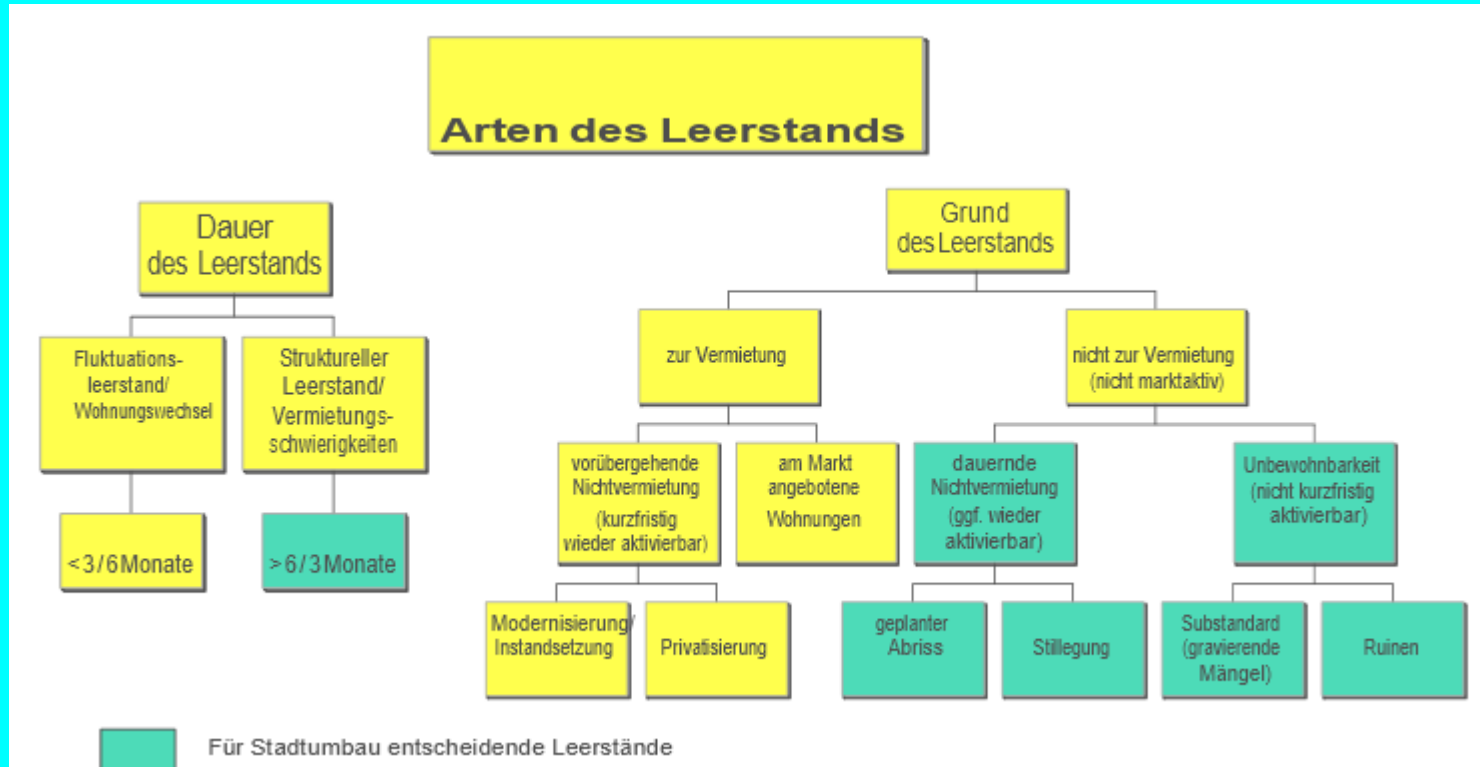 Arten des Leerstands
Dauer
des Leerstands
Grund
des Leerstands
Fluktuations-
leerstand/
Wohnungswechsel
Struktureller
Leerstand/
Vermietungs-
schwierigkeiten
< 3 / 6 Monate
> 6 / 3 Monate
zur Vermietung
nicht zur Vermietung
(nicht marktaktiv)
vorübergehende
Nichtvermietung
(kurzfristig
wieder aktivierbar)
am Markt
angebotene
Wohnungen
dauernde
Nichtvermietung
(ggf. wieder
aktivierbar)
Unbewohnbarkeit
(nicht kurzfristig
aktivierbar)
Modernisierung/
Instandsetzung
Privatisierung
geplanter
Abriss
Stillegung
Substandard
(gravierende
Mängel)
Ruinen
Für Stadtumbau entscheidende Leerstände